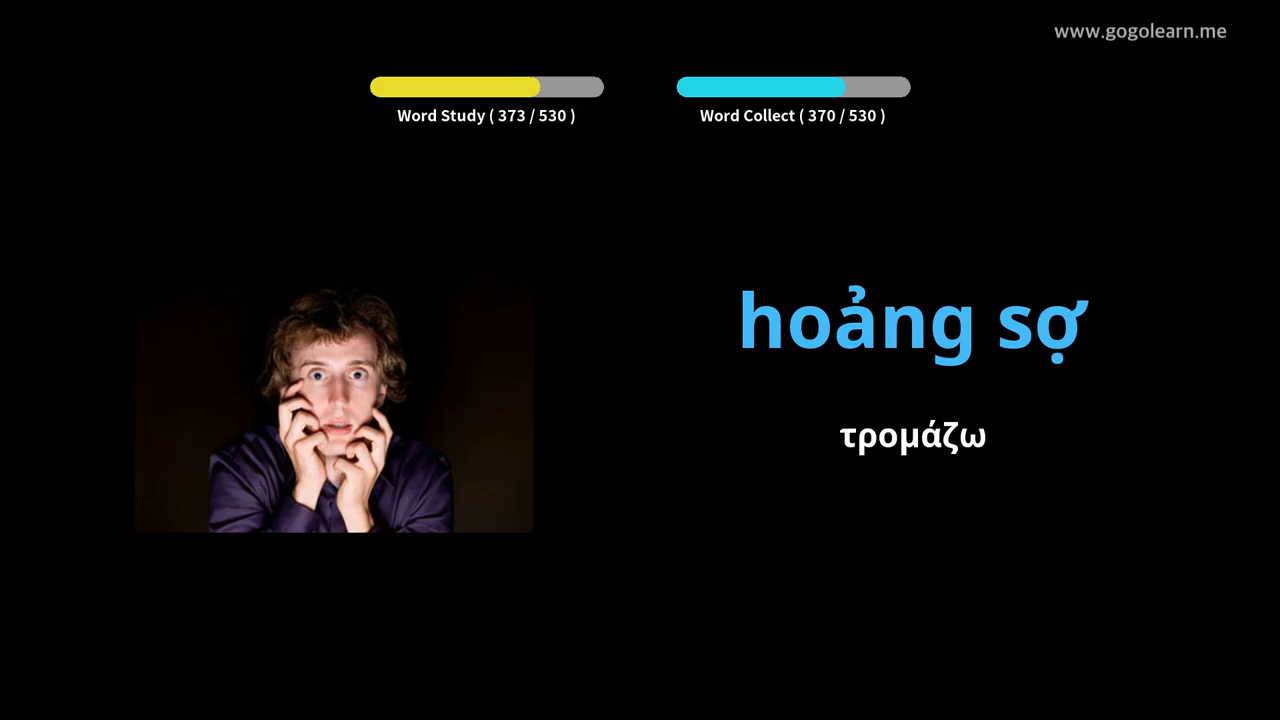 www.gogolearn.me
Word Study ( 373 / 530 )
Word Collect ( 370 / 530 )
hoảng sợ
τρομάζω